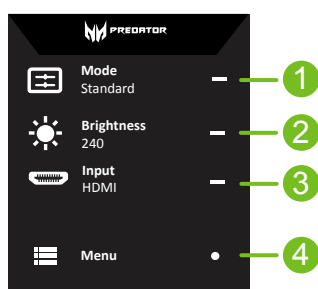 PREDATOR
Mode
Standard
1
Brightness
240
2
Input
HDMI
3
Menu
4